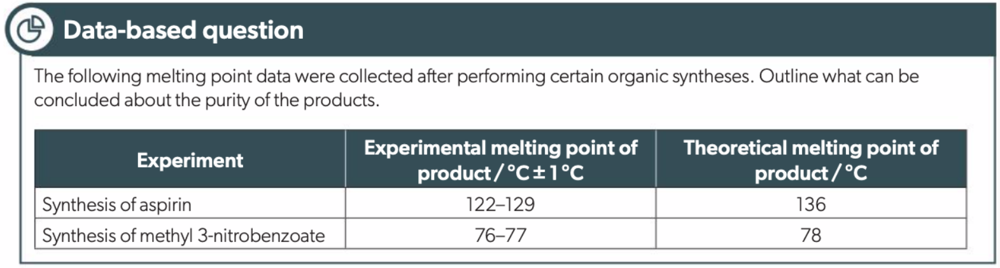 Data-based question
The following melting point data were collected after performing certain organic syntheses. Outline what can be
concluded about the purity of the products.
Experiment
Experimental melting point of
product / °C ± 1 °C
Theoretical melting point of
product / °C
Synthesis of aspirin 122–129 136
Synthesis of methyl 3-nitrobenzoate 76–77 78